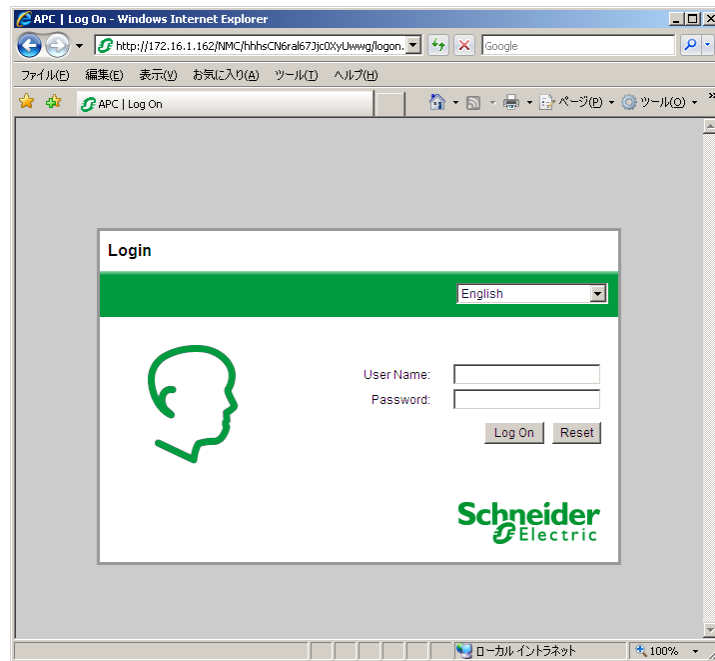 APC | Log On - Windows Internet Explorer
http://172.16.1.162/NMC/hhhsCN6ral67Jjc0XyUwwg/logon.
Google
ファイル(F) 編集(E) 表示(V) お気に入り(A) ツール(T) ヘルプ(H)
APC | Log On
ページ(P) ツール(O) »
Login
English
User Name:
Password:
Log On Reset
Schneider
Electric
ローカル イントラネット 100%